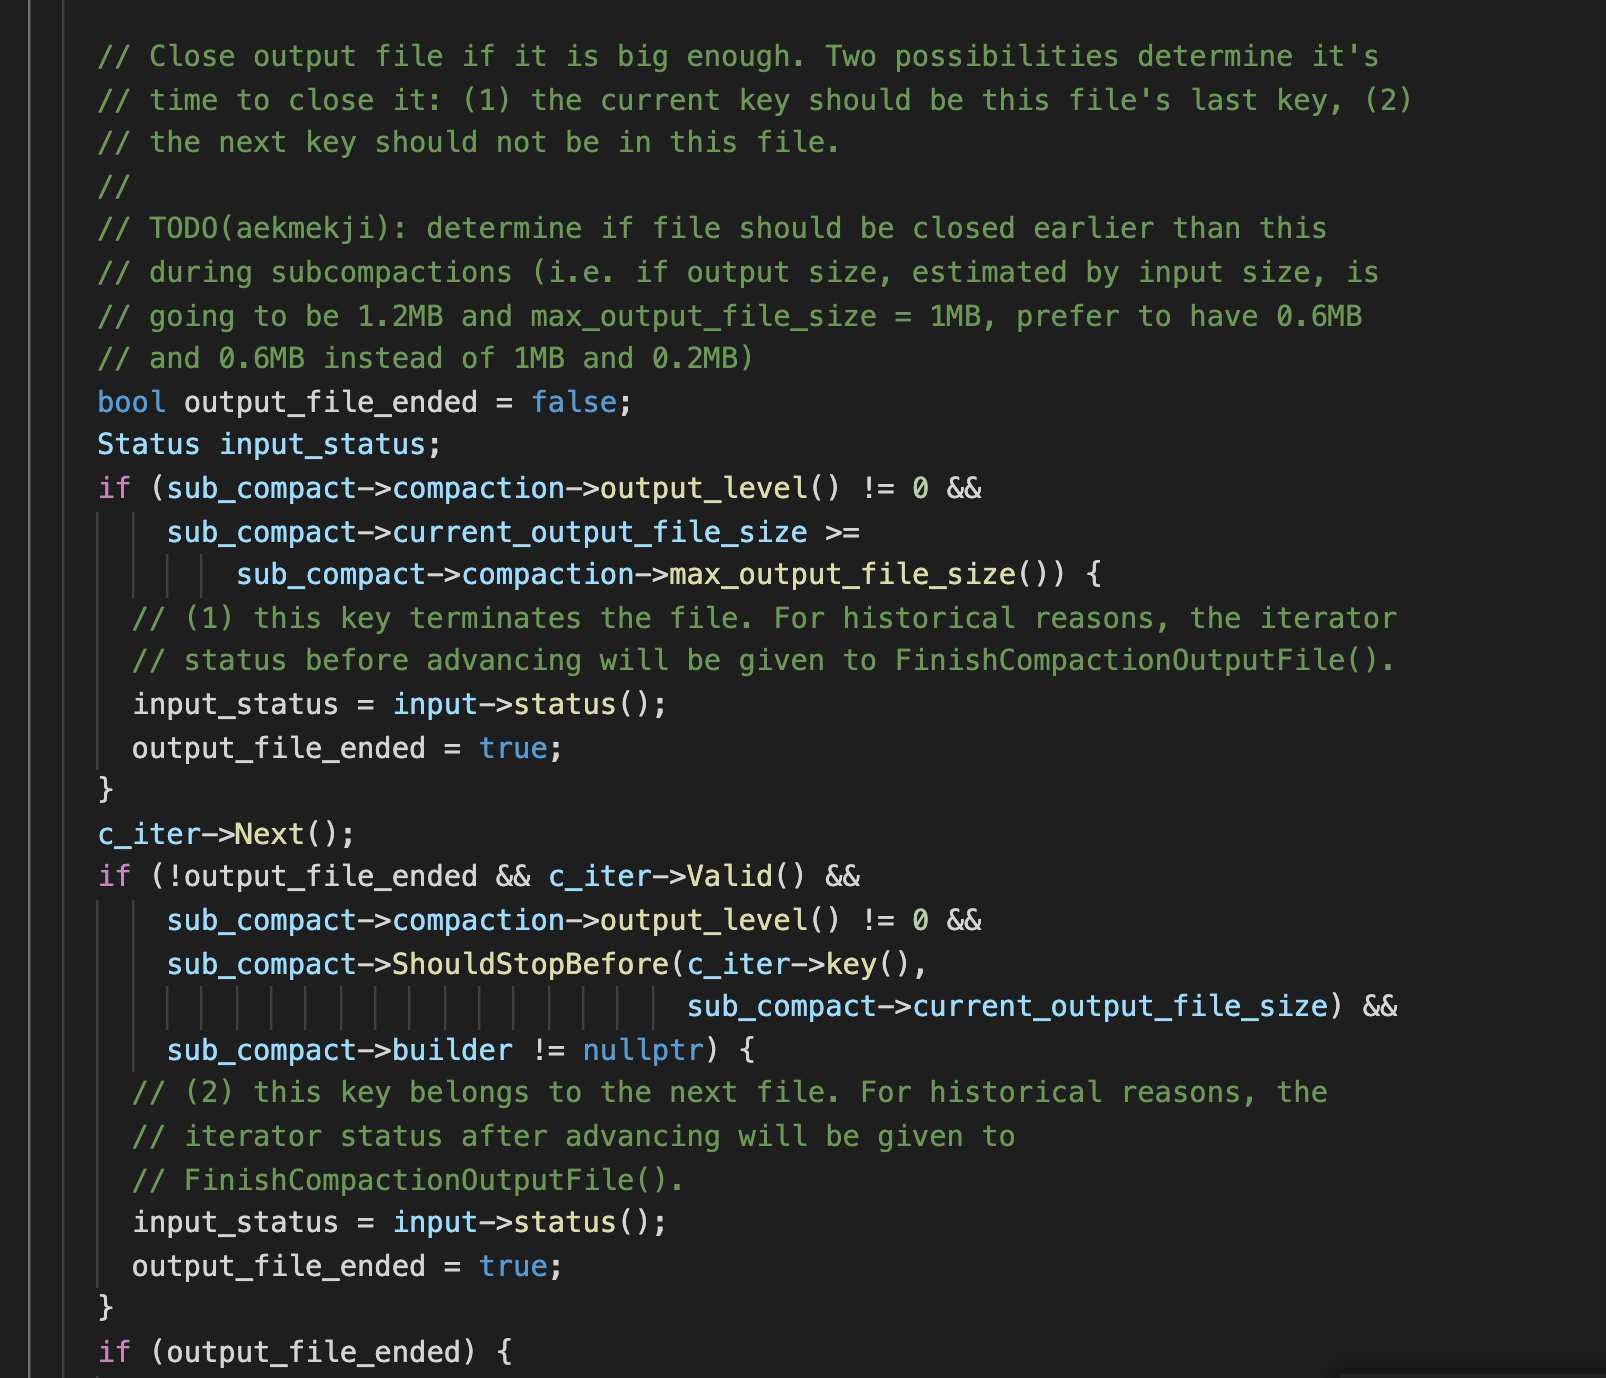 // Close output file if it is big enough. Two possibilities determine it's
// time to close it: (1) the current key should be this file's last key, (2)
// the next key should not be in this file.
//
// TODO(aekmekji): determine if file should be closed earlier than this
// during subcompactions (i.e. if output size, estimated by input size, is
// going to be 1.2MB and max_output_file_size = 1MB, prefer to have 0.6MB
// and 0.6MB instead of 1MB and 0.2MB)
bool output_file_ended = false;
Status input_status;
if (sub_compact->compaction->output_level() != 0 &&
    sub_compact->current_output_file_size >=
        sub_compact->compaction->max_output_file_size()) {
  // (1) this key terminates the file. For historical reasons, the iterator
  // status before advancing will be given to FinishCompactionOutputFile().
  input_status = input->status();
  output_file_ended = true;
}
c_iter->Next();
if (!output_file_ended && c_iter->Valid() &&
    sub_compact->compaction->output_level() != 0 &&
    sub_compact->ShouldStopBefore(c_iter->key(),
                                  sub_compact->current_output_file_size) &&
    sub_compact->builder != nullptr) {
  // (2) this key belongs to the next file. For historical reasons, the
  // iterator status after advancing will be given to
  // FinishCompactionOutputFile().
  input_status = input->status();
  output_file_ended = true;
}
if (output_file_ended) {